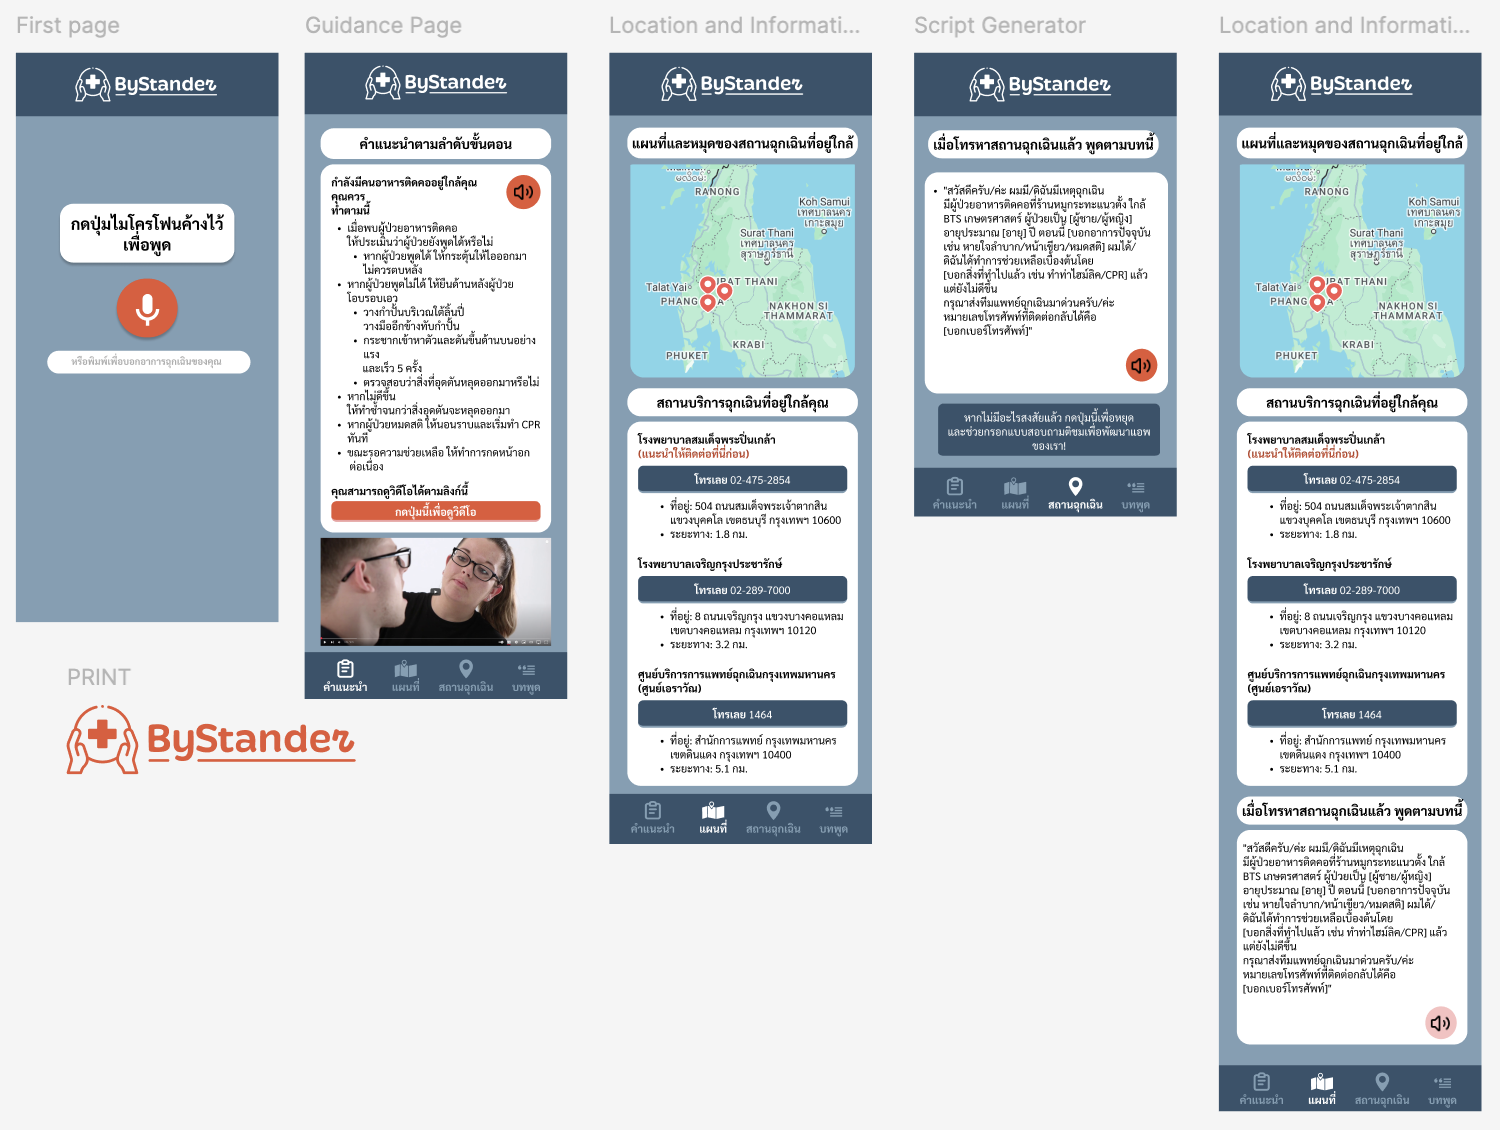 First page
ByStander
กดปุ่มไมโครโฟนค้างไว้
เพื่อพูด
หรือพิมพ์เพื่อบอกอาการฉุกเฉินของคุณ
PRINT
ByStander
Guidance Page
ByStander
คำแนะนำตามลำดับขั้นตอน
กำลังมีคนอาหารติดคออยู่ใกล้คุณ
คุณควร
ทำตามนี้
• เมื่อพบผู้ป่วยอาหารติดคอ
ให้ประเมินว่าผู้ป่วยยังพูดได้หรือไม่
• หากผู้ป่วยพูดได้ ให้กระตุ้นให้ไอออกมา
ไม่ควรตบหลัง
• หากผู้ป่วยพูดไม่ได้ ให้ยืนด้านหลังผู้ป่วย
โอบรอบเอว
• วางกำปั้นบริเวณใต้ลิ้นปี่
วางมืออีกข้างทับกำปั้น
• กระชากเข้าหาตัวและดันขึ้นด้านบนอย่าง
แรง
และเร็ว 5 ครั้ง
• ตรวจสอบว่าสิ่งที่อุดตันหลุดออกมาหรือไม่
• หากไม่ดีขึ้น
ให้ทำซ้ำจนกว่าสิ่งอุดตันจะหลุดออกมา
• หากผู้ป่วยหมดสติ ให้นอนราบและเริ่มทำ CPR
ทันที
• ขณะรอความช่วยเหลือ ให้ทำการกดหน้าอก
ต่อเนื่อง
คุณสามารถดูวิดีโอได้ตามลิงก์นี้
กดปุ่มนี้เพื่อดูวิดีโอ
คำแนะนำ
แผนที่
สถานฉุกเฉิน
บทพูด
Location and Informati...
ByStander
แผนที่และหมุดของสถานฉุกเฉินที่อยู่ใกล้
RANONG
Koh Samui
เทศบาลนคร
เกาะสมุย
Surat Thani
เทศบาลนคร
สุราษฎร์ธานี
Talat Yai
PHANG
RAT THANI
NAKHON SI
THAMMARAT
KRABI
PHUKET
สถานบริการฉุกเฉินที่อยู่ใกล้คุณ
โรงพยาบาลสมเด็จพระปิ่นเกล้า
(แนะนำให้ติดต่อที่นี่ก่อน)
โทรเลย 02-475-2854
• ที่อยู่: 504 ถนนสมเด็จพระเจ้าตากสิน
แขวงบุคคโล เขตธนบุรี กรุงเทพฯ 10600
• ระยะทาง: 1.8 กม.
โรงพยาบาลเจริญกรุงประชารักษ์
โทรเลย 02-289-7000
• ที่อยู่: 8 ถนนเจริญกรุง แขวงบางคอแหลม
เขตบางคอแหลม กรุงเทพฯ 10120
• ระยะทาง: 3.2 กม.
ศูนย์บริการการแพทย์ฉุกเฉินกรุงเทพมหานคร
(ศูนย์เอราวัณ)
โทรเลย 1464
• ที่อยู่: สำนักการแพทย์ กรุงเทพมหานคร
เขตดินแดง กรุงเทพฯ 10400
• ระยะทาง: 5.1 กม.
คำแนะนำ
แผนที่
สถานฉุกเฉิน
บทพูด
Script Generator
ByStander
เมื่อโทรหาสถานฉุกเฉินแล้ว พูดตามบทนี้
• "สวัสดีครับ/ค่ะ ผมมี/ดิฉันมีเหตุฉุกเฉิน
มีผู้ป่วยอาหารติดคอที่ร้านหมูกระทะแนวตั้ง ใกล้
BTS เกษตรศาสตร์ ผู้ป่วยเป็น [ผู้ชาย/ผู้หญิง]
อายุประมาณ [อายุ] ปี ตอนนี้ [บอกอาการปัจจุบัน
เช่น หายใจลำบาก/หน้าเขียว/หมดสติ] ผมได้/
ดิฉันได้ทำการช่วยเหลือเบื้องต้นโดย
[บอกสิ่งที่ทำไปแล้ว เช่น ทำท่าไฮม์ลิค/CPR] แล้ว
แต่ยังไม่ดีขึ้น
กรุณาส่งทีมแพทย์ฉุกเฉินมาด่วนครับ/ค่ะ
หมายเลขโทรศัพท์ที่ติดต่อกลับได้คือ
[บอกเบอร์โทรศัพท์]"
หากไม่มีอะไรสงสัยแล้ว กดปุ่มนี้เพื่อหยุด
และช่วยกรอกแบบสอบถามติชมเพื่อพัฒนาแอพ
ของเรา!
คำแนะนำ
แผนที่
สถานฉุกเฉิน
บทพูด
Location and Informati...
ByStander
แผนที่และหมุดของสถานฉุกเฉินที่อยู่ใกล้
RANONG
Koh Samui
เทศบาลนคร
เกาะสมุย
Surat Thani
เทศบาลนคร
สุราษฎร์ธานี
Talat Yai
PHANG
RAT THANI
NAKHON SI
THAMMARAT
KRABI
PHUKET
สถานบริการฉุกเฉินที่อยู่ใกล้คุณ
โรงพยาบาลสมเด็จพระปิ่นเกล้า
(แนะนำให้ติดต่อที่นี่ก่อน)
โทรเลย 02-475-2854
• ที่อยู่: 504 ถนนสมเด็จพระเจ้าตากสิน
แขวงบุคคโล เขตธนบุรี กรุงเทพฯ 10600
• ระยะทาง: 1.8 กม.
โรงพยาบาลเจริญกรุงประชารักษ์
โทรเลย 02-289-7000
• ที่อยู่: 8 ถนนเจริญกรุง แขวงบางคอแหลม
เขตบางคอแหลม กรุงเทพฯ 10120
• ระยะทาง: 3.2 กม.
ศูนย์บริการการแพทย์ฉุกเฉินกรุงเทพมหานคร
(ศูนย์เอราวัณ)
โทรเลย 1464
• ที่อยู่: สำนักการแพทย์ กรุงเทพมหานคร
เขตดินแดง กรุงเทพฯ 10400
• ระยะทาง: 5.1 กม.
เมื่อโทรหาสถานฉุกเฉินแล้ว พูดตามบทนี้
"สวัสดีครับ/ค่ะ ผมมี/ดิฉันมีเหตุฉุกเฉิน
มีผู้ป่วยอาหารติดคอที่ร้านหมูกระทะแนวตั้ง ใกล้
BTS เกษตรศาสตร์ ผู้ป่วยเป็น [ผู้ชาย/ผู้หญิง]
อายุประมาณ [อายุ] ปี ตอนนี้ [บอกอาการปัจจุบัน
เช่น หายใจลำบาก/หน้าเขียว/หมดสติ] ผมได้/
ดิฉันได้ทำการช่วยเหลือเบื้องต้นโดย
[บอกสิ่งที่ทำไปแล้ว เช่น ทำท่าไฮม์ลิค/CPR] แล้ว
แต่ยังไม่ดีขึ้น
กรุณาส่งทีมแพทย์ฉุกเฉินมาด่วนครับ/ค่ะ
หมายเลขโทรศัพท์ที่ติดต่อกลับได้คือ
[บอกเบอร์โทรศัพท์]"
คำแนะนำ
แผนที่
สถานฉุกเฉิน
บทพูด